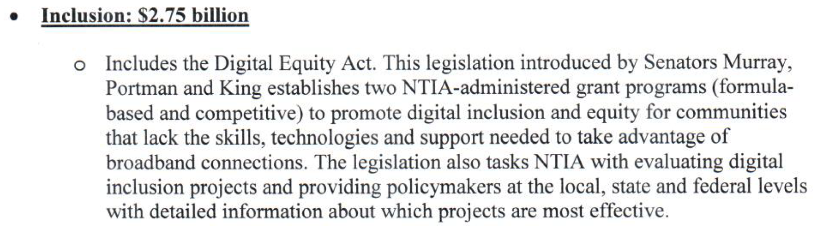 • Inclusion: $2.75 billion
o Includes the Digital Equity Act. This legislation introduced by Senators Murray,
Portman and King establishes two NTIA-administered grant programs (formula-
based and competitive) to promote digital inclusion and equity for communities
that lack the skills, technologies and support needed to take advantage of
broadband connections. The legislation also tasks NTIA with evaluating digital
inclusion projects and providing policymakers at the local, state and federal levels
with detailed information about which projects are most effective.